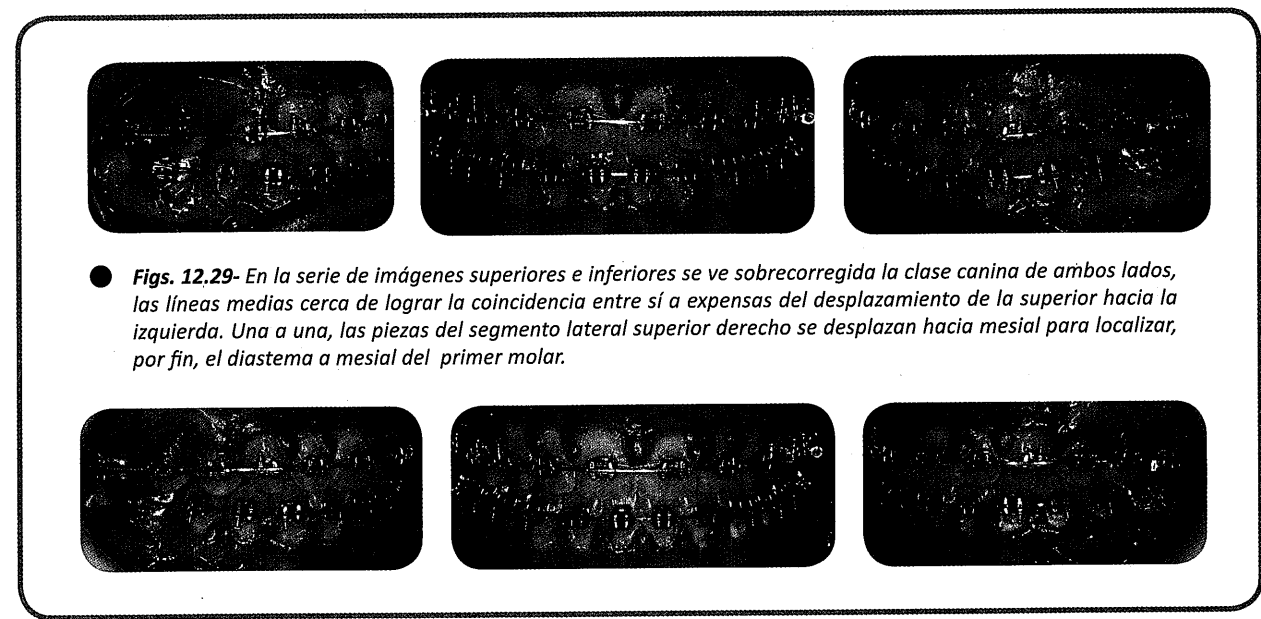 Figs. 12.29- En la serie de imágenes superiores e inferiores se ve sobrecorregida la clase canina de ambos lados,
las líneas medias cerca de lograr la coincidencia entre sí a expensas del desplazamiento de la superior hacia la
izquierda. Una a una, las piezas del segmento lateral superior derecho se desplazan hacia mesial para localizar,
por fin, el diastema a mesial del primer molar.